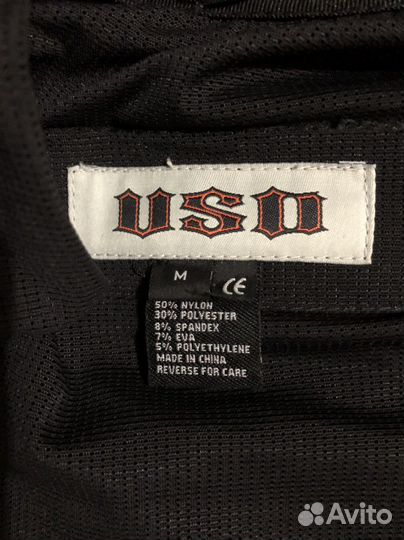 USD
M CE
50% NYLON
30% POLYESTER
8% SPANDEX
7% EVA
5% POLYETHYLENE
MADE IN CHINA
REVERSE FOR CARE
Avito